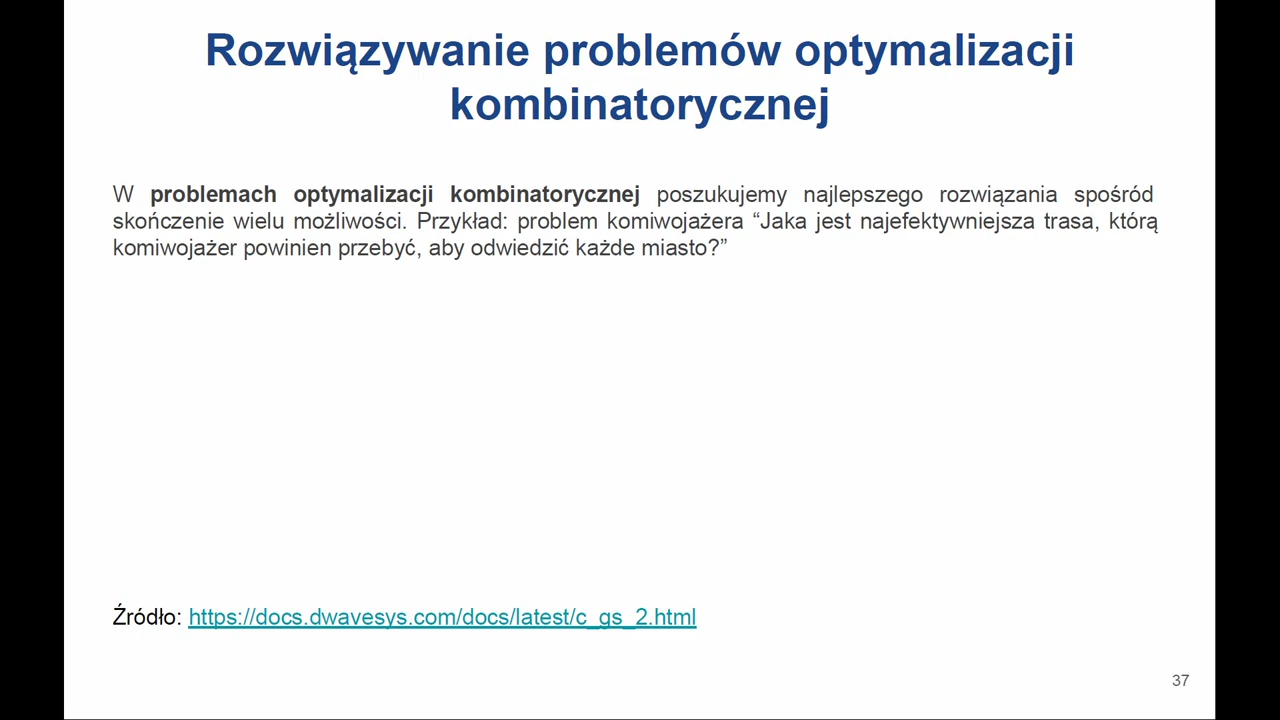 Rozwiązywanie problemów optymalizacji
kombinatorycznej
W problemach optymalizacji kombinatorycznej poszukujemy najlepszego rozwiązania spośród
skończenie wielu możliwości. Przykład: problem komiwojażera “Jaka jest najefektywniejsza trasa, którą
komiwojażer powinien przebyć, aby odwiedzić każde miasto?”
Źródło: https://docs.dwavesys.com/docs/latest/c_gs_2.html
37